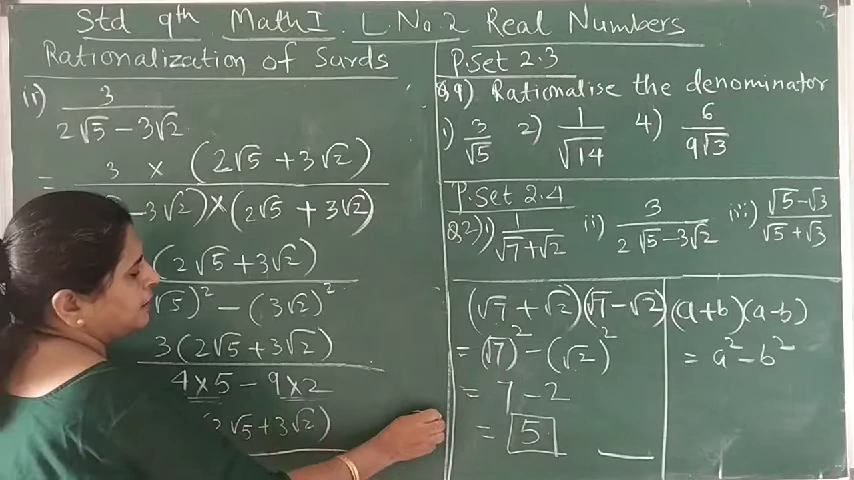 Std 9th Math I L.No.2 Real Numbers
2
Rationalization of Surds
ii) 3
2√5 - 3√2
= 3 × (2√5 + 3√2)
- 3√2) × (2√5 + 3√2)
(2√5 + 3√2)
√5)² - (3√2)²
3(2√5 + 3√2)
4×5 - 9×2
2√5 + 3√2)
P.Set 2.3
Q.9) Rationalise the denominator
i) 3/√5 2) 1/√14 4) 6/9√3
P.Set 2.4
Q.2) i) 1/√7+√2 ii) 3/2√5-3√2 iii) √5-√3/√5+√3
(√7 + √2)(√7 - √2)
= (√7)² - (√2)²
= 7 - 2
= 5
(a+b)(a-b)
= a² - b²